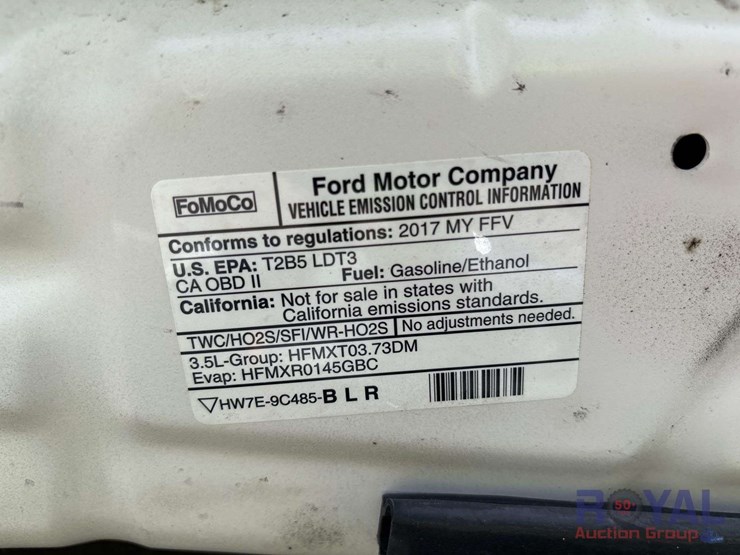 FoMoCo
Ford Motor Company
VEHICLE EMISSION CONTROL INFORMATION
Conforms to regulations: 2017 MY FFV
U.S. EPA: T2B5 LDT3
CA OBD II
Fuel: Gasoline/Ethanol
California: Not for sale in states with
California emissions standards.
TWC/HO2S/SFI/WR-HO2S No adjustments needed.
3.5L-Group: HFMXT03.73DM
Evap: HFMXR0145GBC
HW7E-9C485-B L R
ROYAL
Auction Group